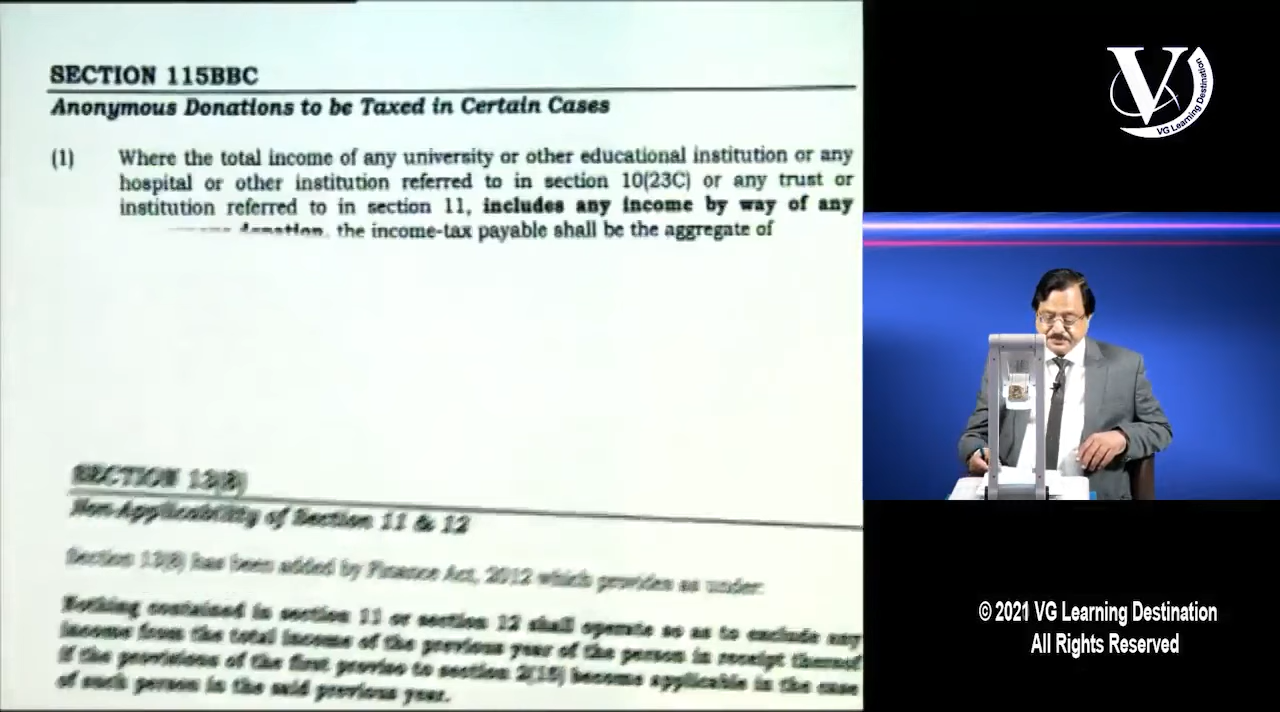 SECTION 115BBC
Anonymous Donations to be Taxed in Certain Cases
(1) Where the total income of any university or other educational institution or any
hospital or other institution referred to in section 10(23C) or any trust or
institution referred to in section 11, includes any income by way of any
donation, the income-tax payable shall be the aggregate of
SECTION 13(8)
Non-Applicability of Section 11 & 12
Section 13(8) has been added by Finance Act, 2012 which provides as under:
Nothing contained in section 11 or section 12 shall operate so as to exclude any
income from the total income of the previous year of the person in receipt thereof
if the provisions of the first proviso to section 2(15) become applicable in the case
of such person in the said previous year.
V
VG Learning Destination
© 2021 VG Learning Destination
All Rights Reserved